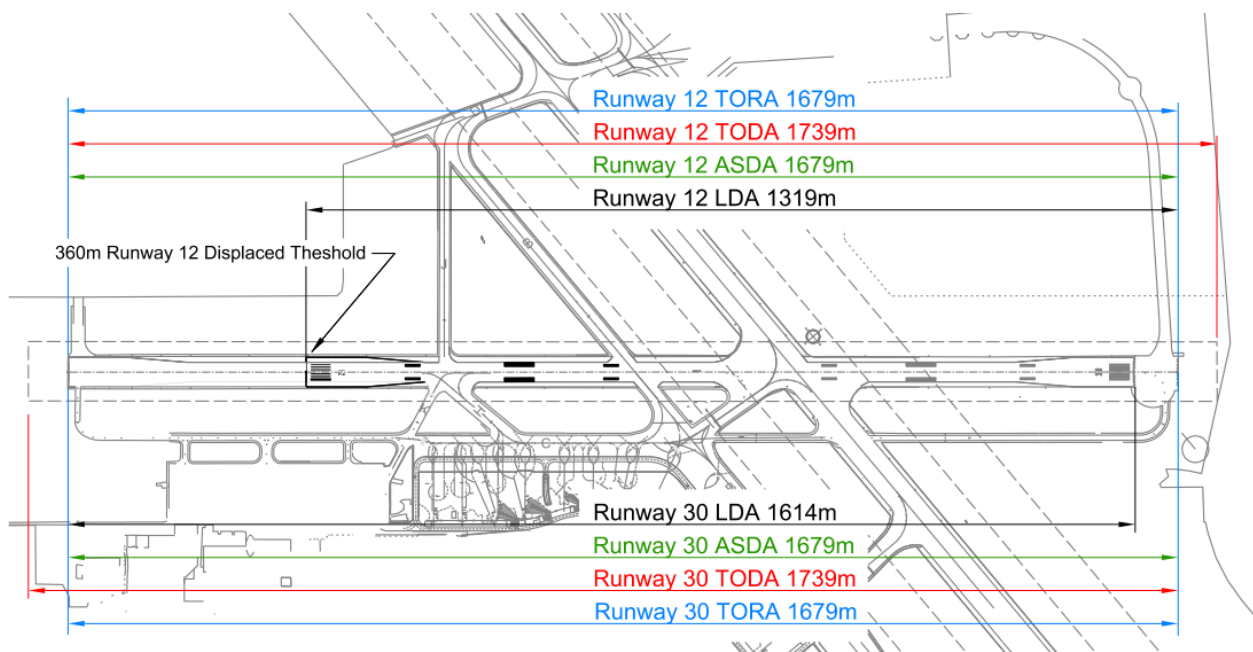 Runway 12 TORA 1679m
Runway 12 TODA 1739m
Runway 12 ASDA 1679m
Runway 12 LDA 1319m
360m Runway 12 Displaced Theshold
B
C
Runway 30 LDA 1614m
Runway 30 ASDA 1679m
Runway 30 TODA 1739m
Runway 30 TORA 1679m